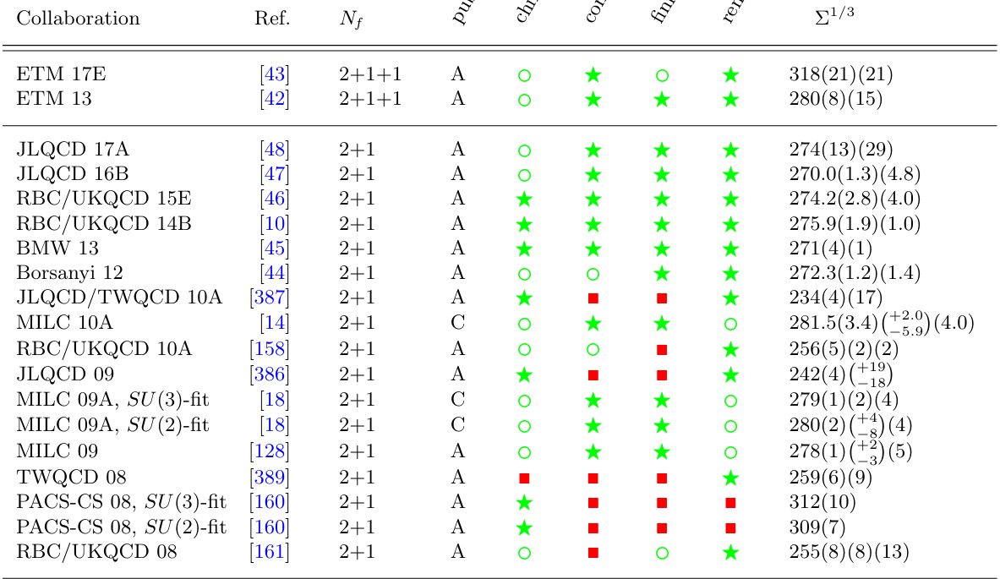 Collaboration Ref. N_f Σ^{1/3}
ETM 17E [43] 2+1+1 A ○ ★ ○ ★ 318(21)(21)
ETM 13 [42] 2+1+1 A ○ ★ ★ ★ 280(8)(15)
JLQCD 17A [48] 2+1 A ○ ★ ★ ★ 274(13)(29)
JLQCD 16B [47] 2+1 A ○ ★ ★ ★ 270.0(1.3)(4.8)
RBC/UKQCD 15E [46] 2+1 A ★ ★ ★ ★ 274.2(2.8)(4.0)
RBC/UKQCD 14B [10] 2+1 A ★ ★ ★ ★ 275.9(1.9)(1.0)
BMW 13 [45] 2+1 A ★ ★ ★ ★ 271(4)(1)
Borsanyi 12 [44] 2+1 A ○ ○ ★ ★ 272.3(1.2)(1.4)
JLQCD/TWQCD 10A [387] 2+1 A ★ ■ ■ ★ 234(4)(17)
MILC 10A [14] 2+1 C ○ ★ ★ ○ 281.5(3.4)(+2.0 −5.9)(4.0)
RBC/UKQCD 10A [158] 2+1 A ○ ○ ■ ★ 256(5)(2)(2)
JLQCD 09 [386] 2+1 A ★ ■ ■ ★ 242(4)(+19 −18)
MILC 09A, SU(3)-fit [18] 2+1 C ○ ★ ★ ○ 279(1)(2)(4)
MILC 09A, SU(2)-fit [18] 2+1 C ○ ★ ★ ○ 280(2)(+4 −8)(4)
MILC 09 [128] 2+1 A ○ ★ ★ ○ 278(1)(+2 −3)(5)
TWQCD 08 [389] 2+1 A ■ ■ ■ ★ 259(6)(9)
PACS-CS 08, SU(3)-fit [160] 2+1 A ★ ■ ■ ■ 312(10)
PACS-CS 08, SU(2)-fit [160] 2+1 A ★ ■ ■ ■ 309(7)
RBC/UKQCD 08 [161] 2+1 A ○ ■ ○ ★ 255(8)(8)(13)